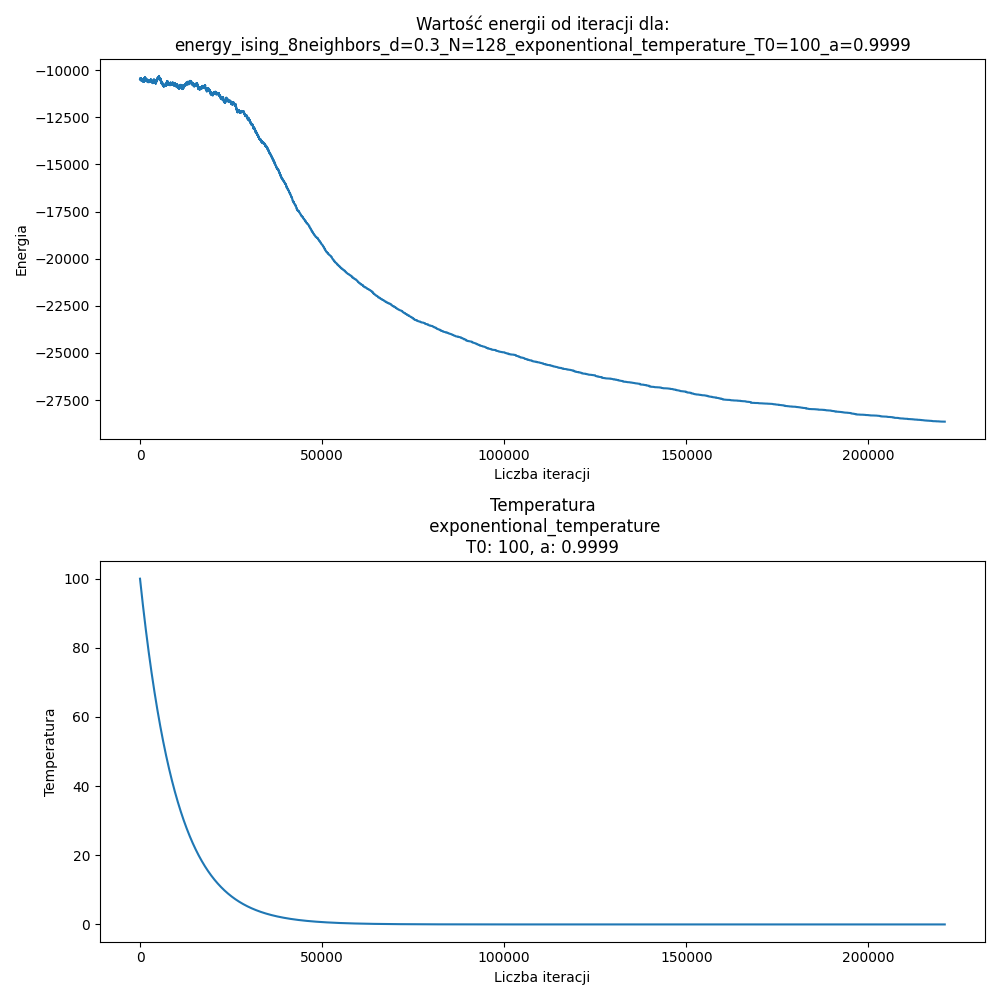 Wartość energii od iteracji dla:
energy_ising_8neighbors_d=0.3_N=128_exponentional_temperature_T0=100_a=0.9999
−10000
−12500
−15000
−17500
−20000
−22500
−25000
−27500
Energia
0 50000 100000 150000 200000
Liczba iteracji
Temperatura
exponentional_temperature
T0: 100, a: 0.9999
100
80
60
40
20
0
Temperatura
0 50000 100000 150000 200000
Liczba iteracji